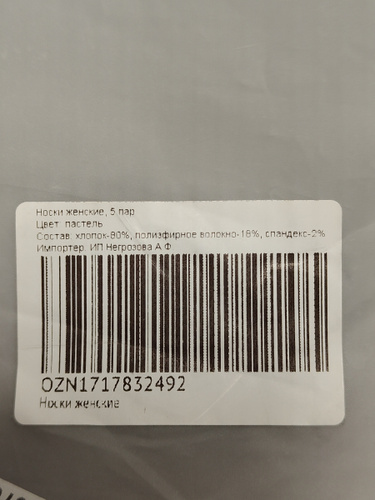 Носки женские, 5 пар
Цвет: пастель
Состав: хлопок-80%, полиэфирное волокно-18%, спандекс-2%
Импортер: ИП Негрозова А.Ф
OZN1717832492
Носки женские